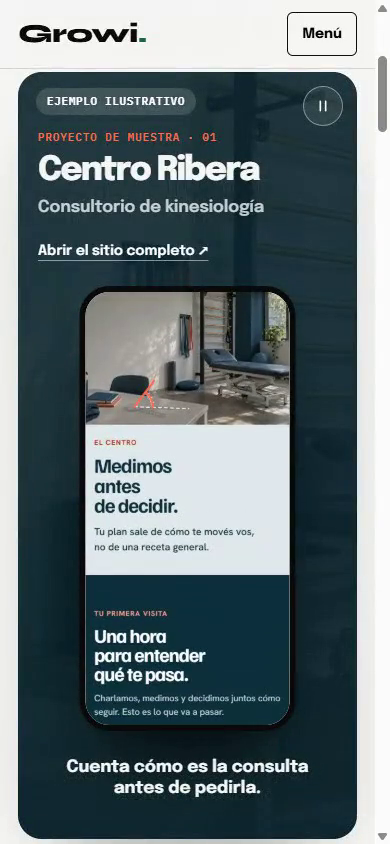 Growi.
Menú
EJEMPLO ILUSTRATIVO
PROYECTO DE MUESTRA · 01
Centro Ribera
Consultorio de kinesiología
Abrir el sitio completo ↗
EL CENTRO
Medimos
antes
de decidir.
Tu plan sale de cómo te movés vos,
no de una receta general.
TU PRIMERA VISITA
Una hora
para entender
qué te pasa.
Charlamos, medimos y decidimos juntos cómo
seguir. Esto es lo que va a pasar.
Cuenta cómo es la consulta
antes de pedirla.